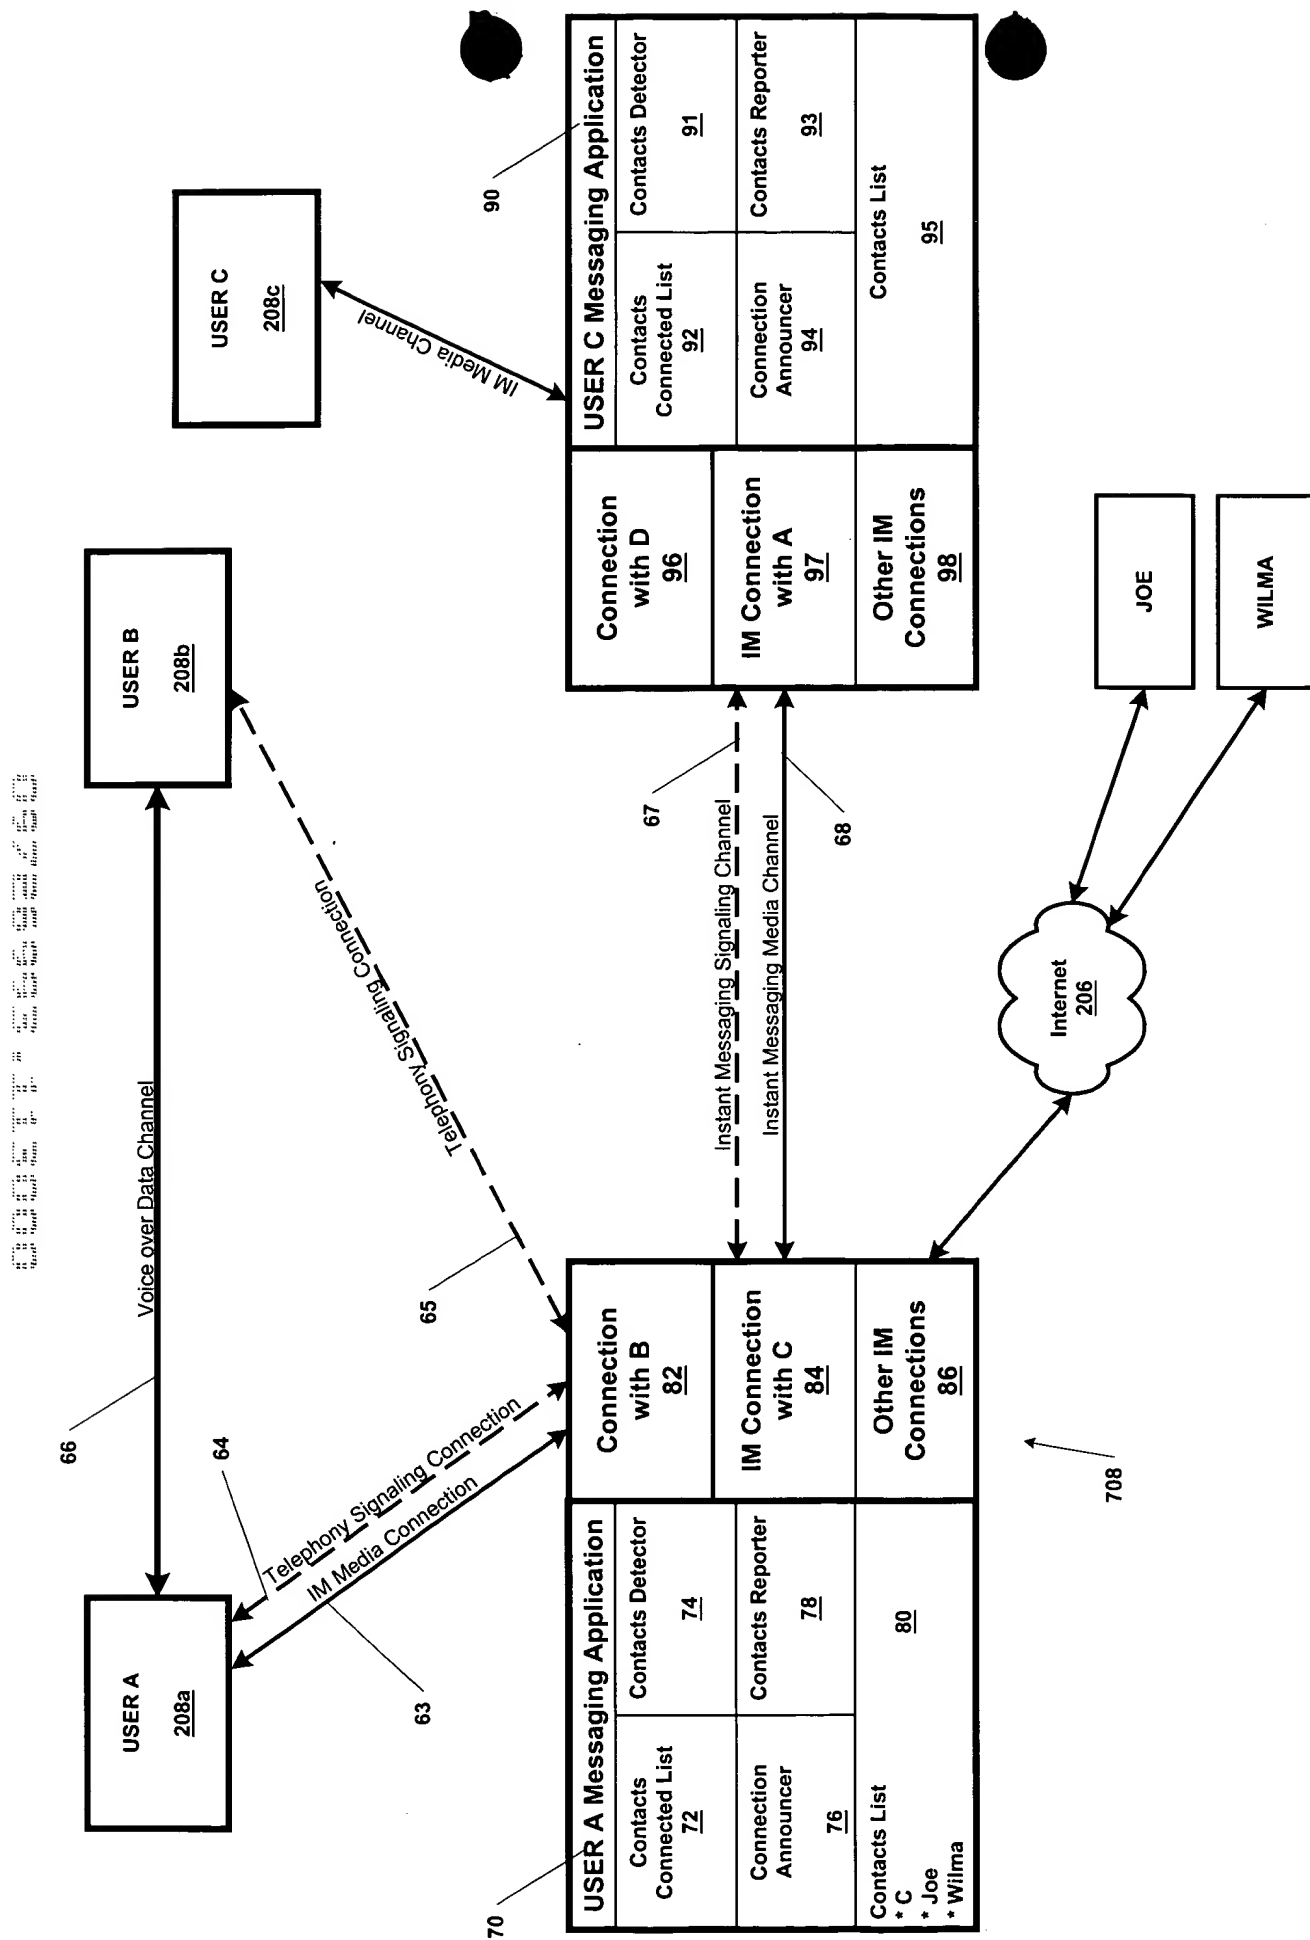 66
Voice over Data Channel
USER A
208a
USER B
208b
USER C
208c
64
Telephony Signaling Connection
IM Media Connection
63
65
Telephony Signaling Connection
IM Media Channel
90
70
USER A Messaging Application
Contacts
Connected List
72
Contacts Detector
74
Connection
Announcer
76
Contacts Reporter
78
Contacts List
* C
* Joe
* Wilma
80
Connection
with B
82
IM Connection
with C
84
Other IM
Connections
86
708
67
Instant Messaging Signaling Channel
Instant Messaging Media Channel
68
Connection
with D
96
IM Connection
with A
97
Other IM
Connections
98
USER C Messaging Application
Contacts
Connected List
92
Contacts Detector
91
Connection
Announcer
94
Contacts Reporter
93
Contacts List
95
Internet
206
JOE
WILMA